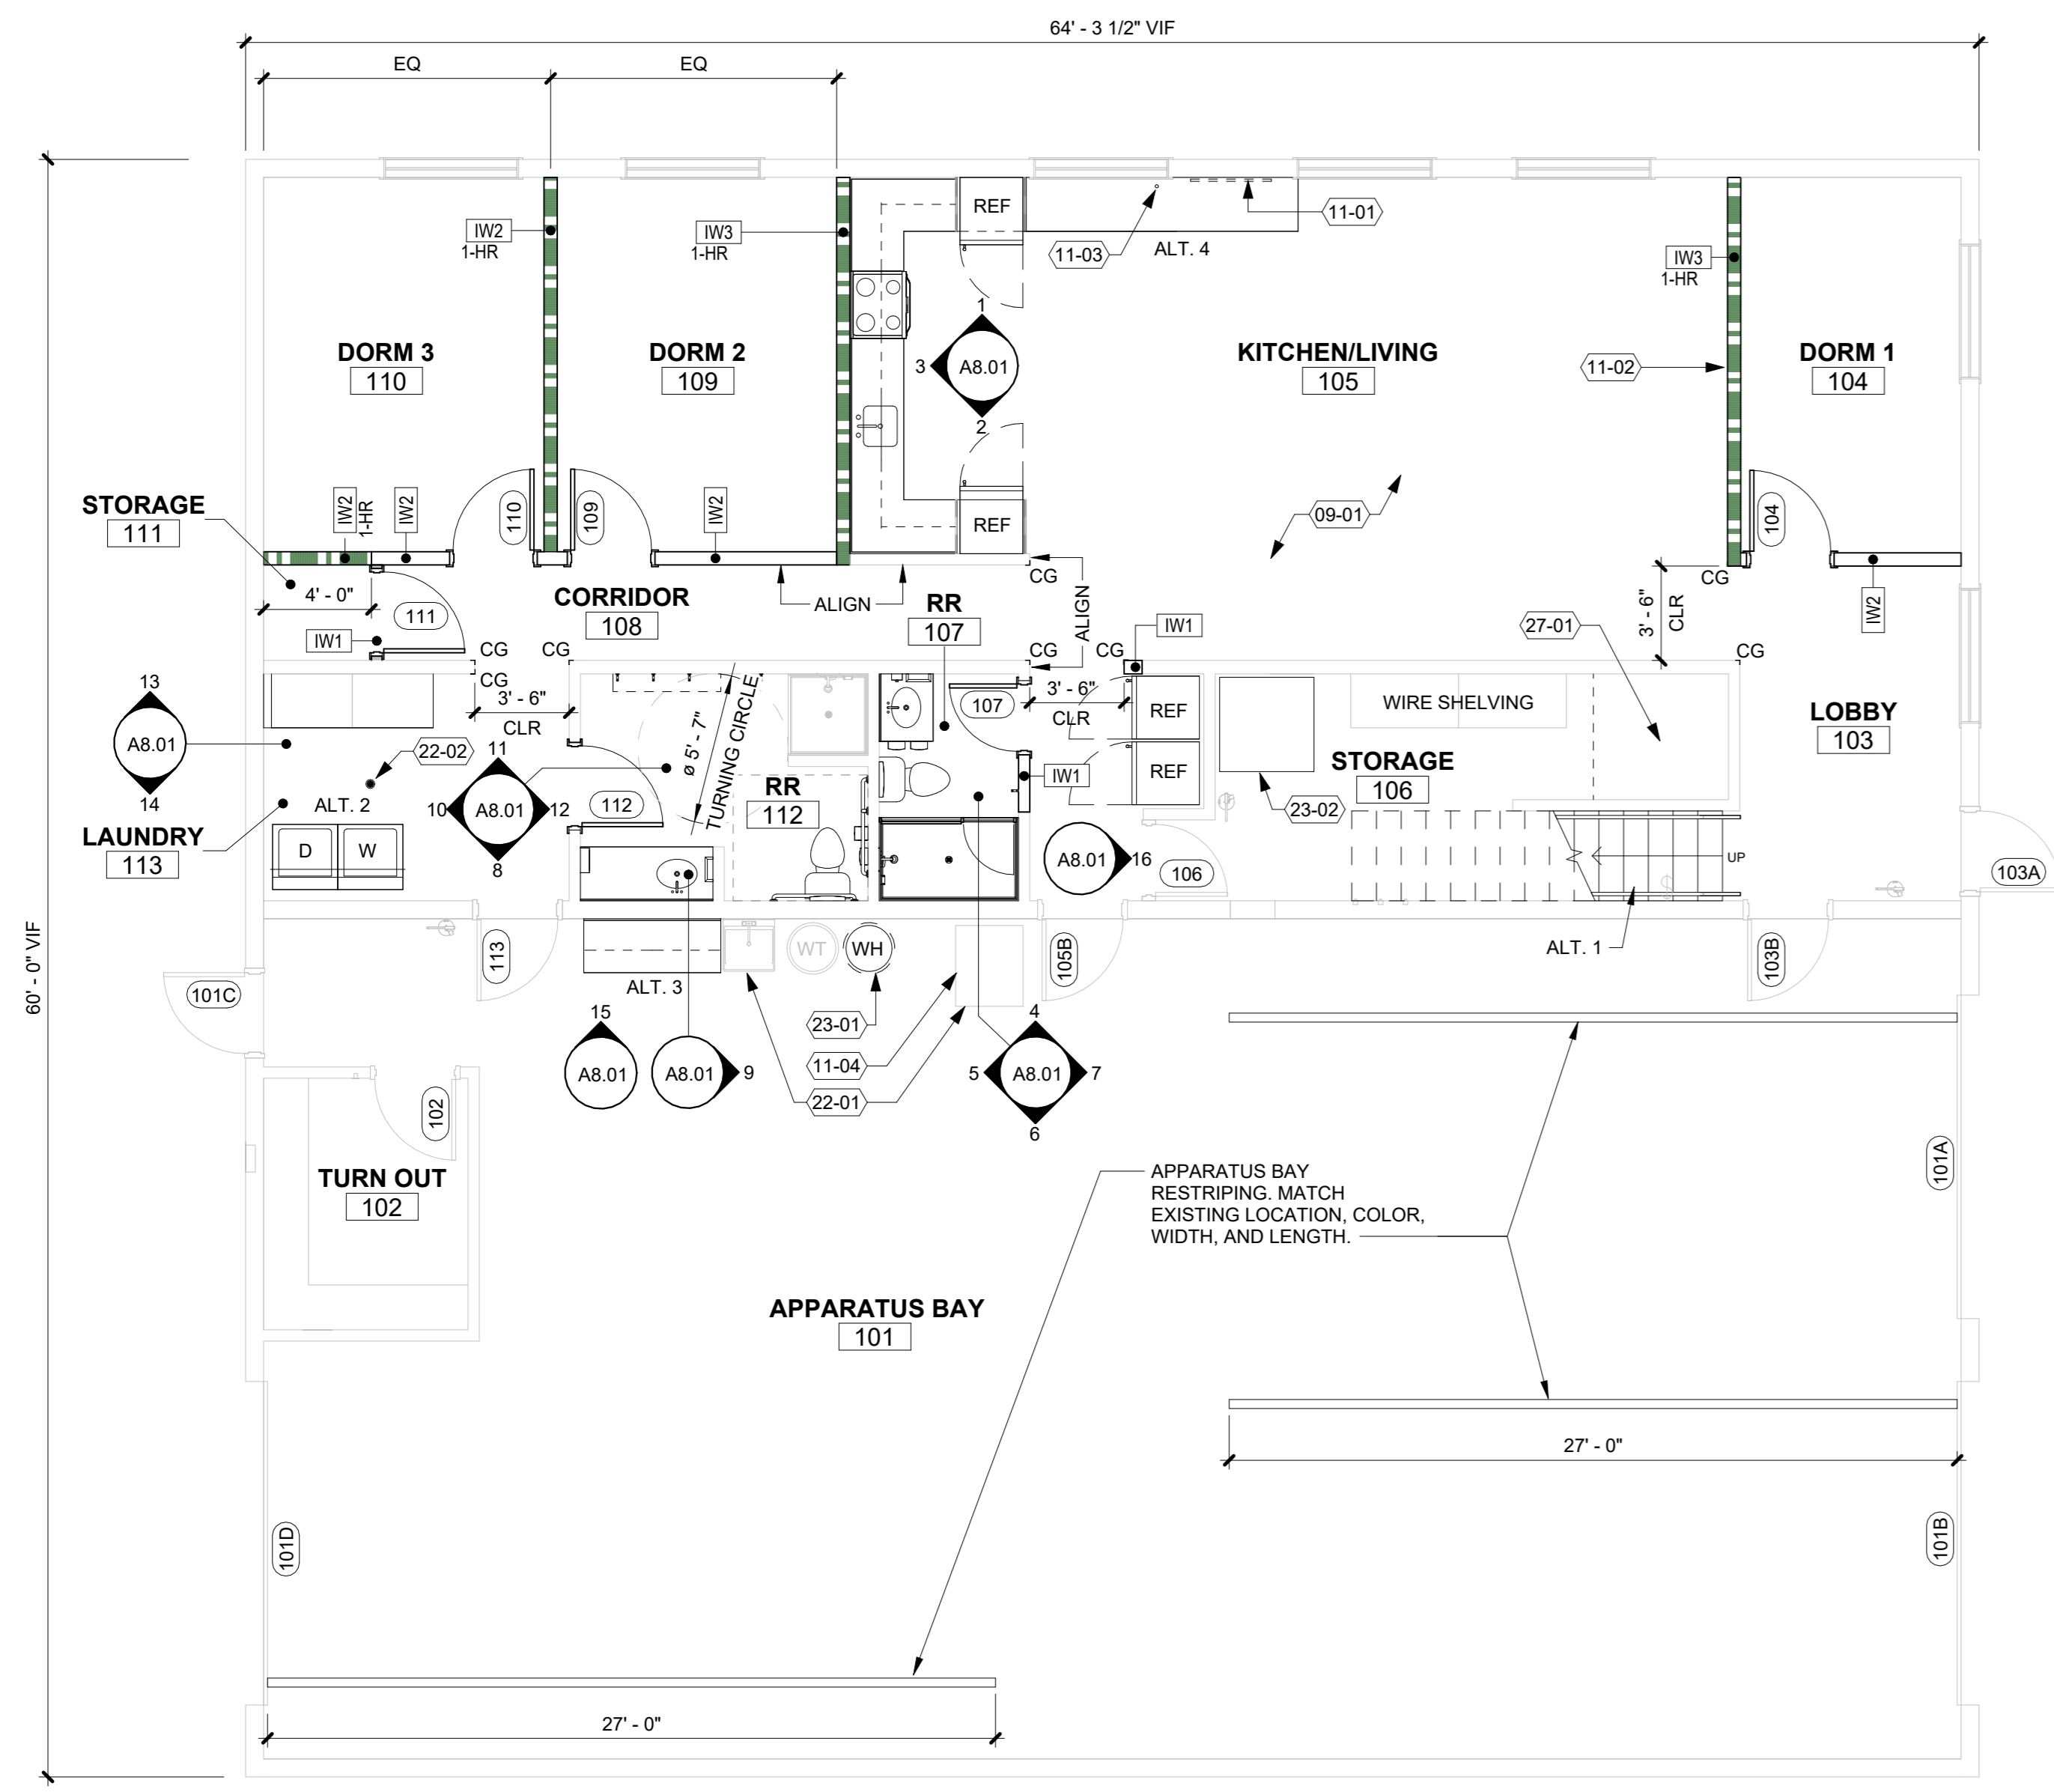 64' - 3 1/2" VIF
EQ
EQ
60' - 0" VIF
IW2
1-HR
IW3
1-HR
REF
11-03
ALT. 4
11-01
IW3
1-HR
1
A8.01
3
2
DORM 3
110
DORM 2
109
KITCHEN/LIVING
105
11-02
DORM 1
104
STORAGE
111
IW2
1-HR
IW2
110
109
IW2
REF
09-01
104
CG
CG
IW2
ALIGN
4' - 0"
111
IW1
CORRIDOR
108
ALIGN
RR
107
CG
CG
IW1
27-01
3' - 6"
CLR
CG
CG
CG
13
A8.01
14
3' - 6"
CLR
22-02
ALT. 2
LAUNDRY
113
D
W
11
10
A8.01
12
8
112
ø 5' - 7"
TURNING CIRCLE
RR
112
107
3' - 6"
CLR
REF
REF
IW1
WIRE SHELVING
STORAGE
106
23-02
LOBBY
103
A8.01
16
106
UP
103A
ALT. 1
113
101C
ALT. 3
WT
WH
105B
103B
23-01
11-04
22-01
15
A8.01
A8.01
9
4
5
A8.01
7
6
102
TURN OUT
102
APPARATUS BAY
RESTRIPING. MATCH
EXISTING LOCATION, COLOR,
WIDTH, AND LENGTH.
101A
APPARATUS BAY
101
27' - 0"
101D
101B
27' - 0"